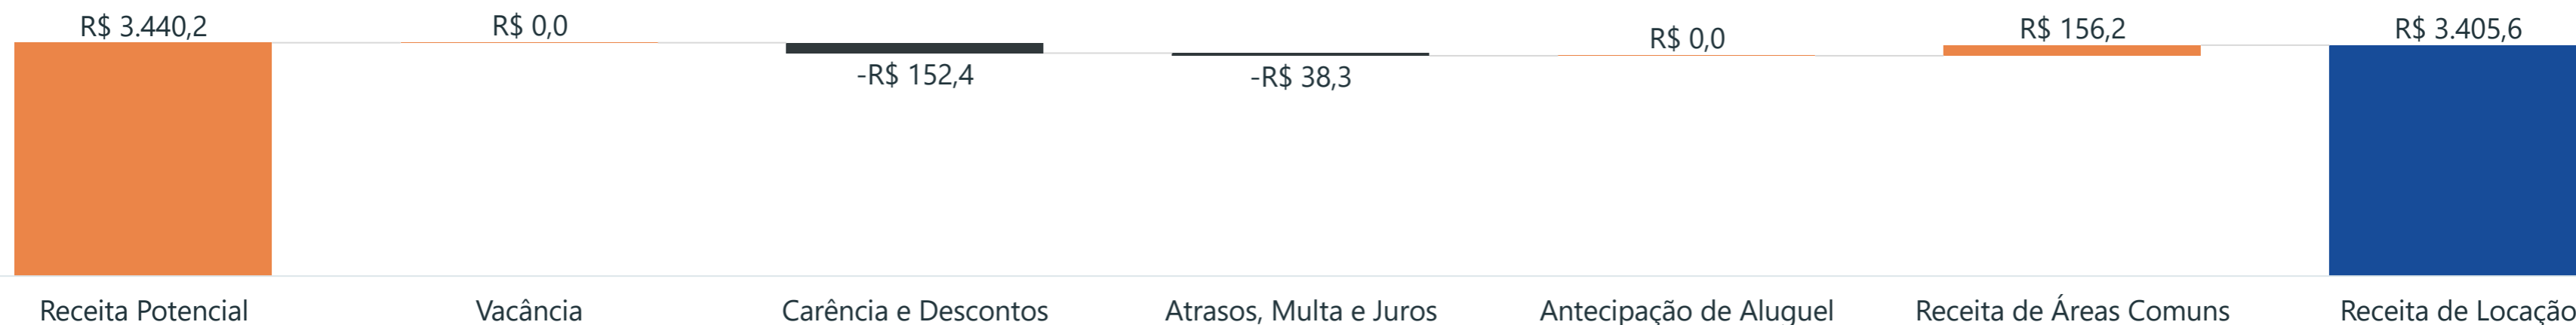 R$ 3.440,2
R$ 0,0
-R$ 152,4
-R$ 38,3
R$ 0,0
R$ 156,2
R$ 3.405,6
Receita Potencial
Vacância
Carência e Descontos
Atrasos, Multa e Juros
Antecipação de Aluguel
Receita de Áreas Comuns
Receita de Locação